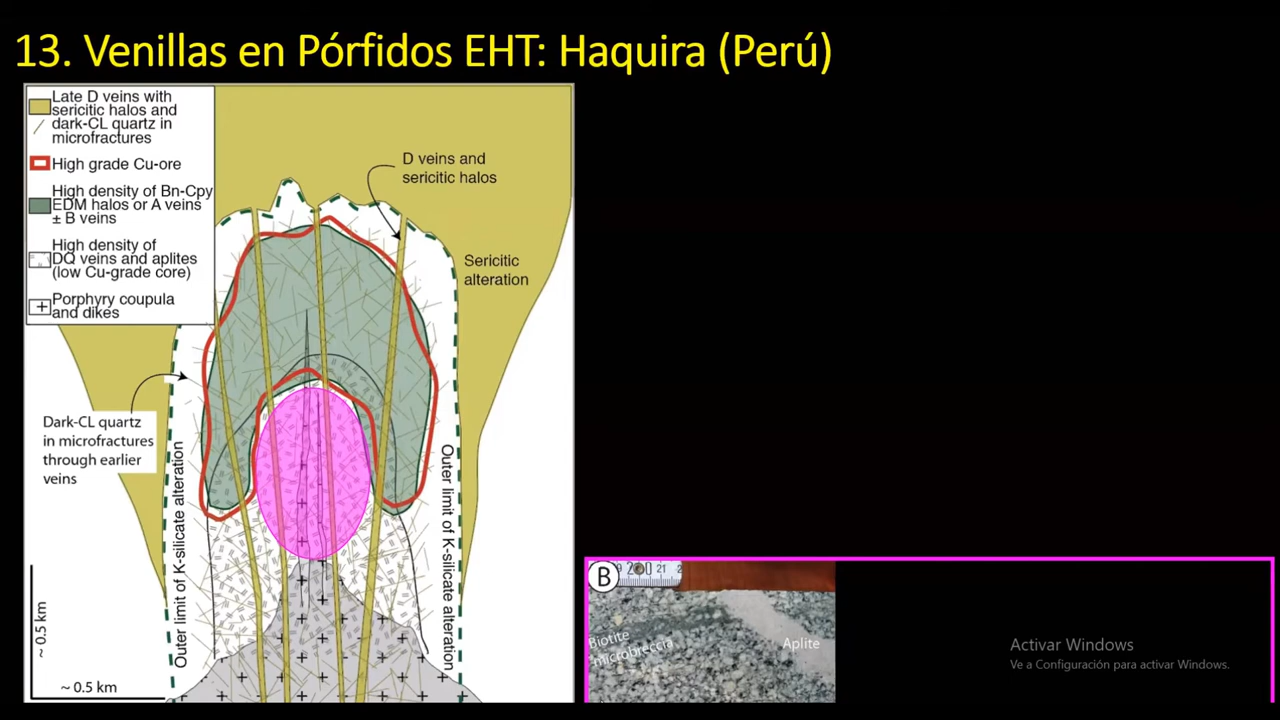 13. Venillas en Pórfidos EHT: Haquira (Perú)
Late D veins with
sericitic halos and
dark-CL quartz in
microfractures
High grade Cu-ore
High density of Bn-Cpy
EDM halos or A veins
± B veins
High density of
DQ veins and aplites
(low Cu-grade core)
Porphyry coupula
and dikes
D veins and
sericitic halos
Sericitic
alteration
Dark-CL quartz
in microfractures
through earlier
veins
Outer limit of K-silicate alteration
Outer limit of K-silicate alteration
~ 0.5 km
~ 0.5 km
B
21
Biotite
microbreccia
Aplite
Activar Windows
Ve a Configuración para activar Windows.